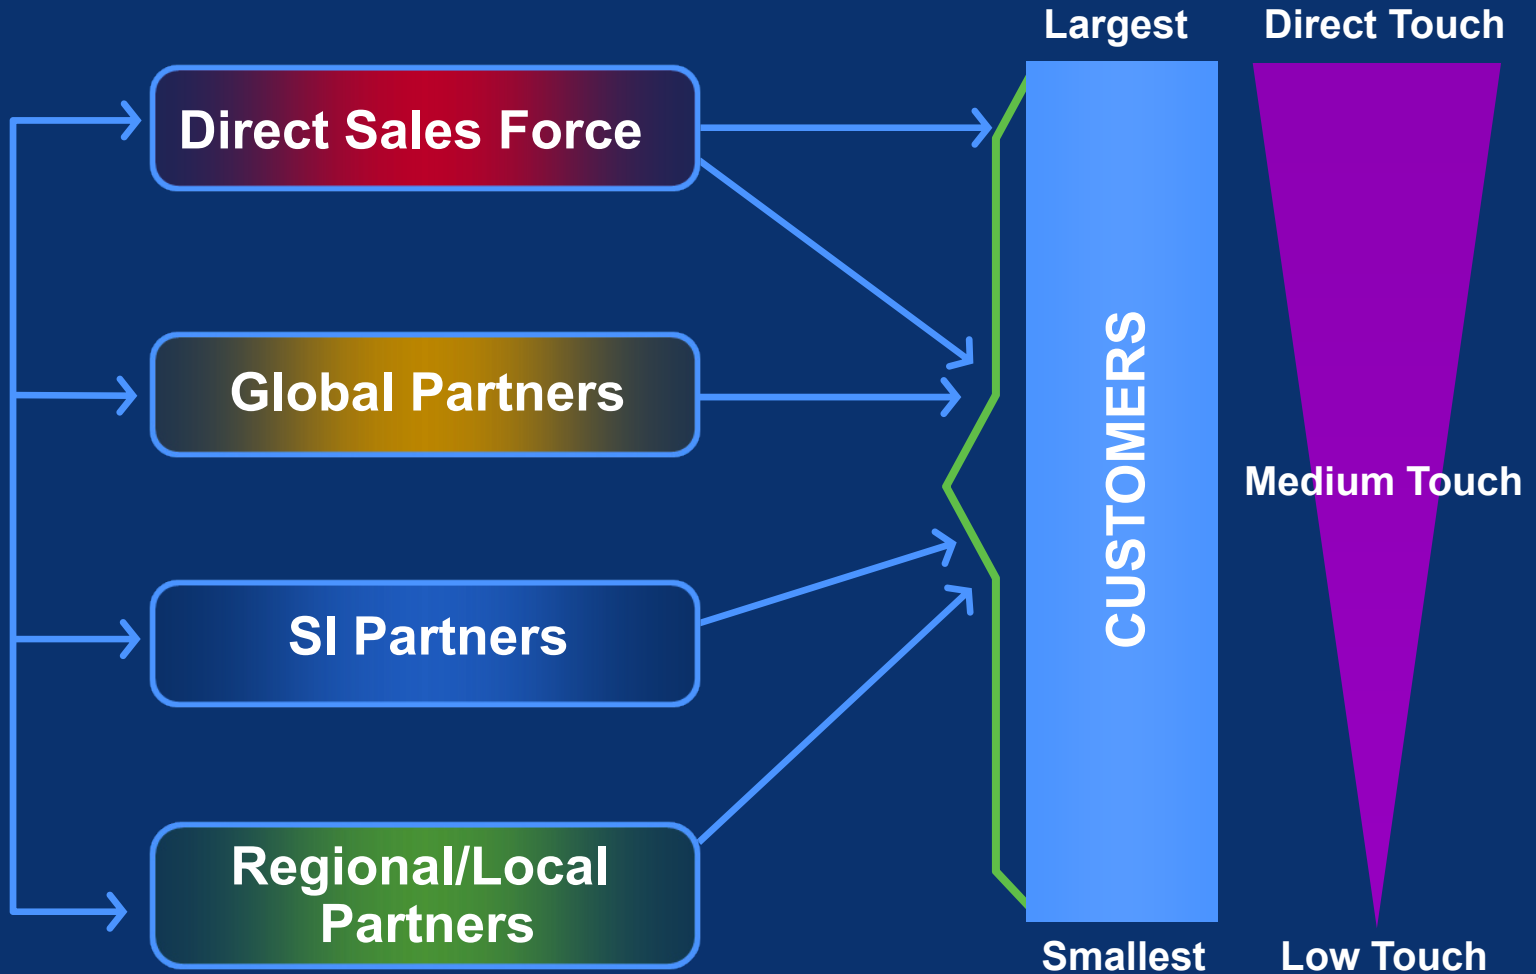 Largest
Direct Touch
Direct Sales Force
Global Partners
CUSTOMERS
Medium Touch
SI Partners
Regional/Local
Partners
Smallest
Low Touch